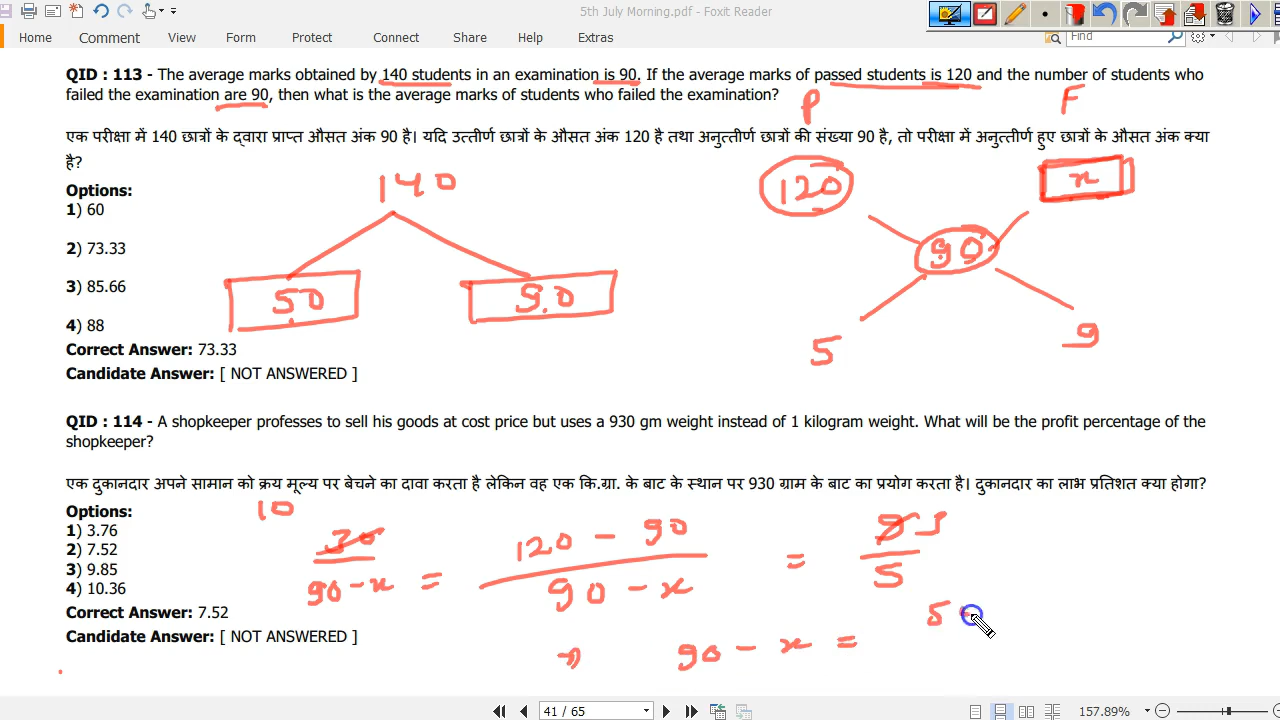 5th July Morning.pdf - Foxit Reader
Home Comment View Form Protect Connect Share Help Extras
Find
QID : 113 - The average marks obtained by 140 students in an examination is 90. If the average marks of passed students is 120 and the number of students who
failed the examination are 90, then what is the average marks of students who failed the examination?
P F
एक परीक्षा में 140 छात्रों के द्वारा प्राप्त औसत अंक 90 है। यदि उत्तीर्ण छात्रों के औसत अंक 120 है तथा अनुत्तीर्ण छात्रों की संख्या 90 है, तो परीक्षा में अनुत्तीर्ण हुए छात्रों के औसत अंक क्या
है?
140 120 x
Options:
1) 60
2) 73.33
90
3) 85.66
50 90
4) 88
5 9
Correct Answer: 73.33
Candidate Answer: [ NOT ANSWERED ]
QID : 114 - A shopkeeper professes to sell his goods at cost price but uses a 930 gm weight instead of 1 kilogram weight. What will be the profit percentage of the
shopkeeper?
एक दुकानदार अपने सामान को क्रय मूल्य पर बेचने का दावा करता है लेकिन वह एक कि.ग्रा. के बाट के स्थान पर 930 ग्राम के बाट का प्रयोग करता है। दुकानदार का लाभ प्रतिशत क्या होगा?
Options:
10
1) 3.76
30 120 - 90 9 3
2) 7.52
= =
3) 9.85
90 - x 90 - x 5
4) 10.36
Correct Answer: 7.52
5
Candidate Answer: [ NOT ANSWERED ]
⇒ 90 - x =
41 / 65
157.89%